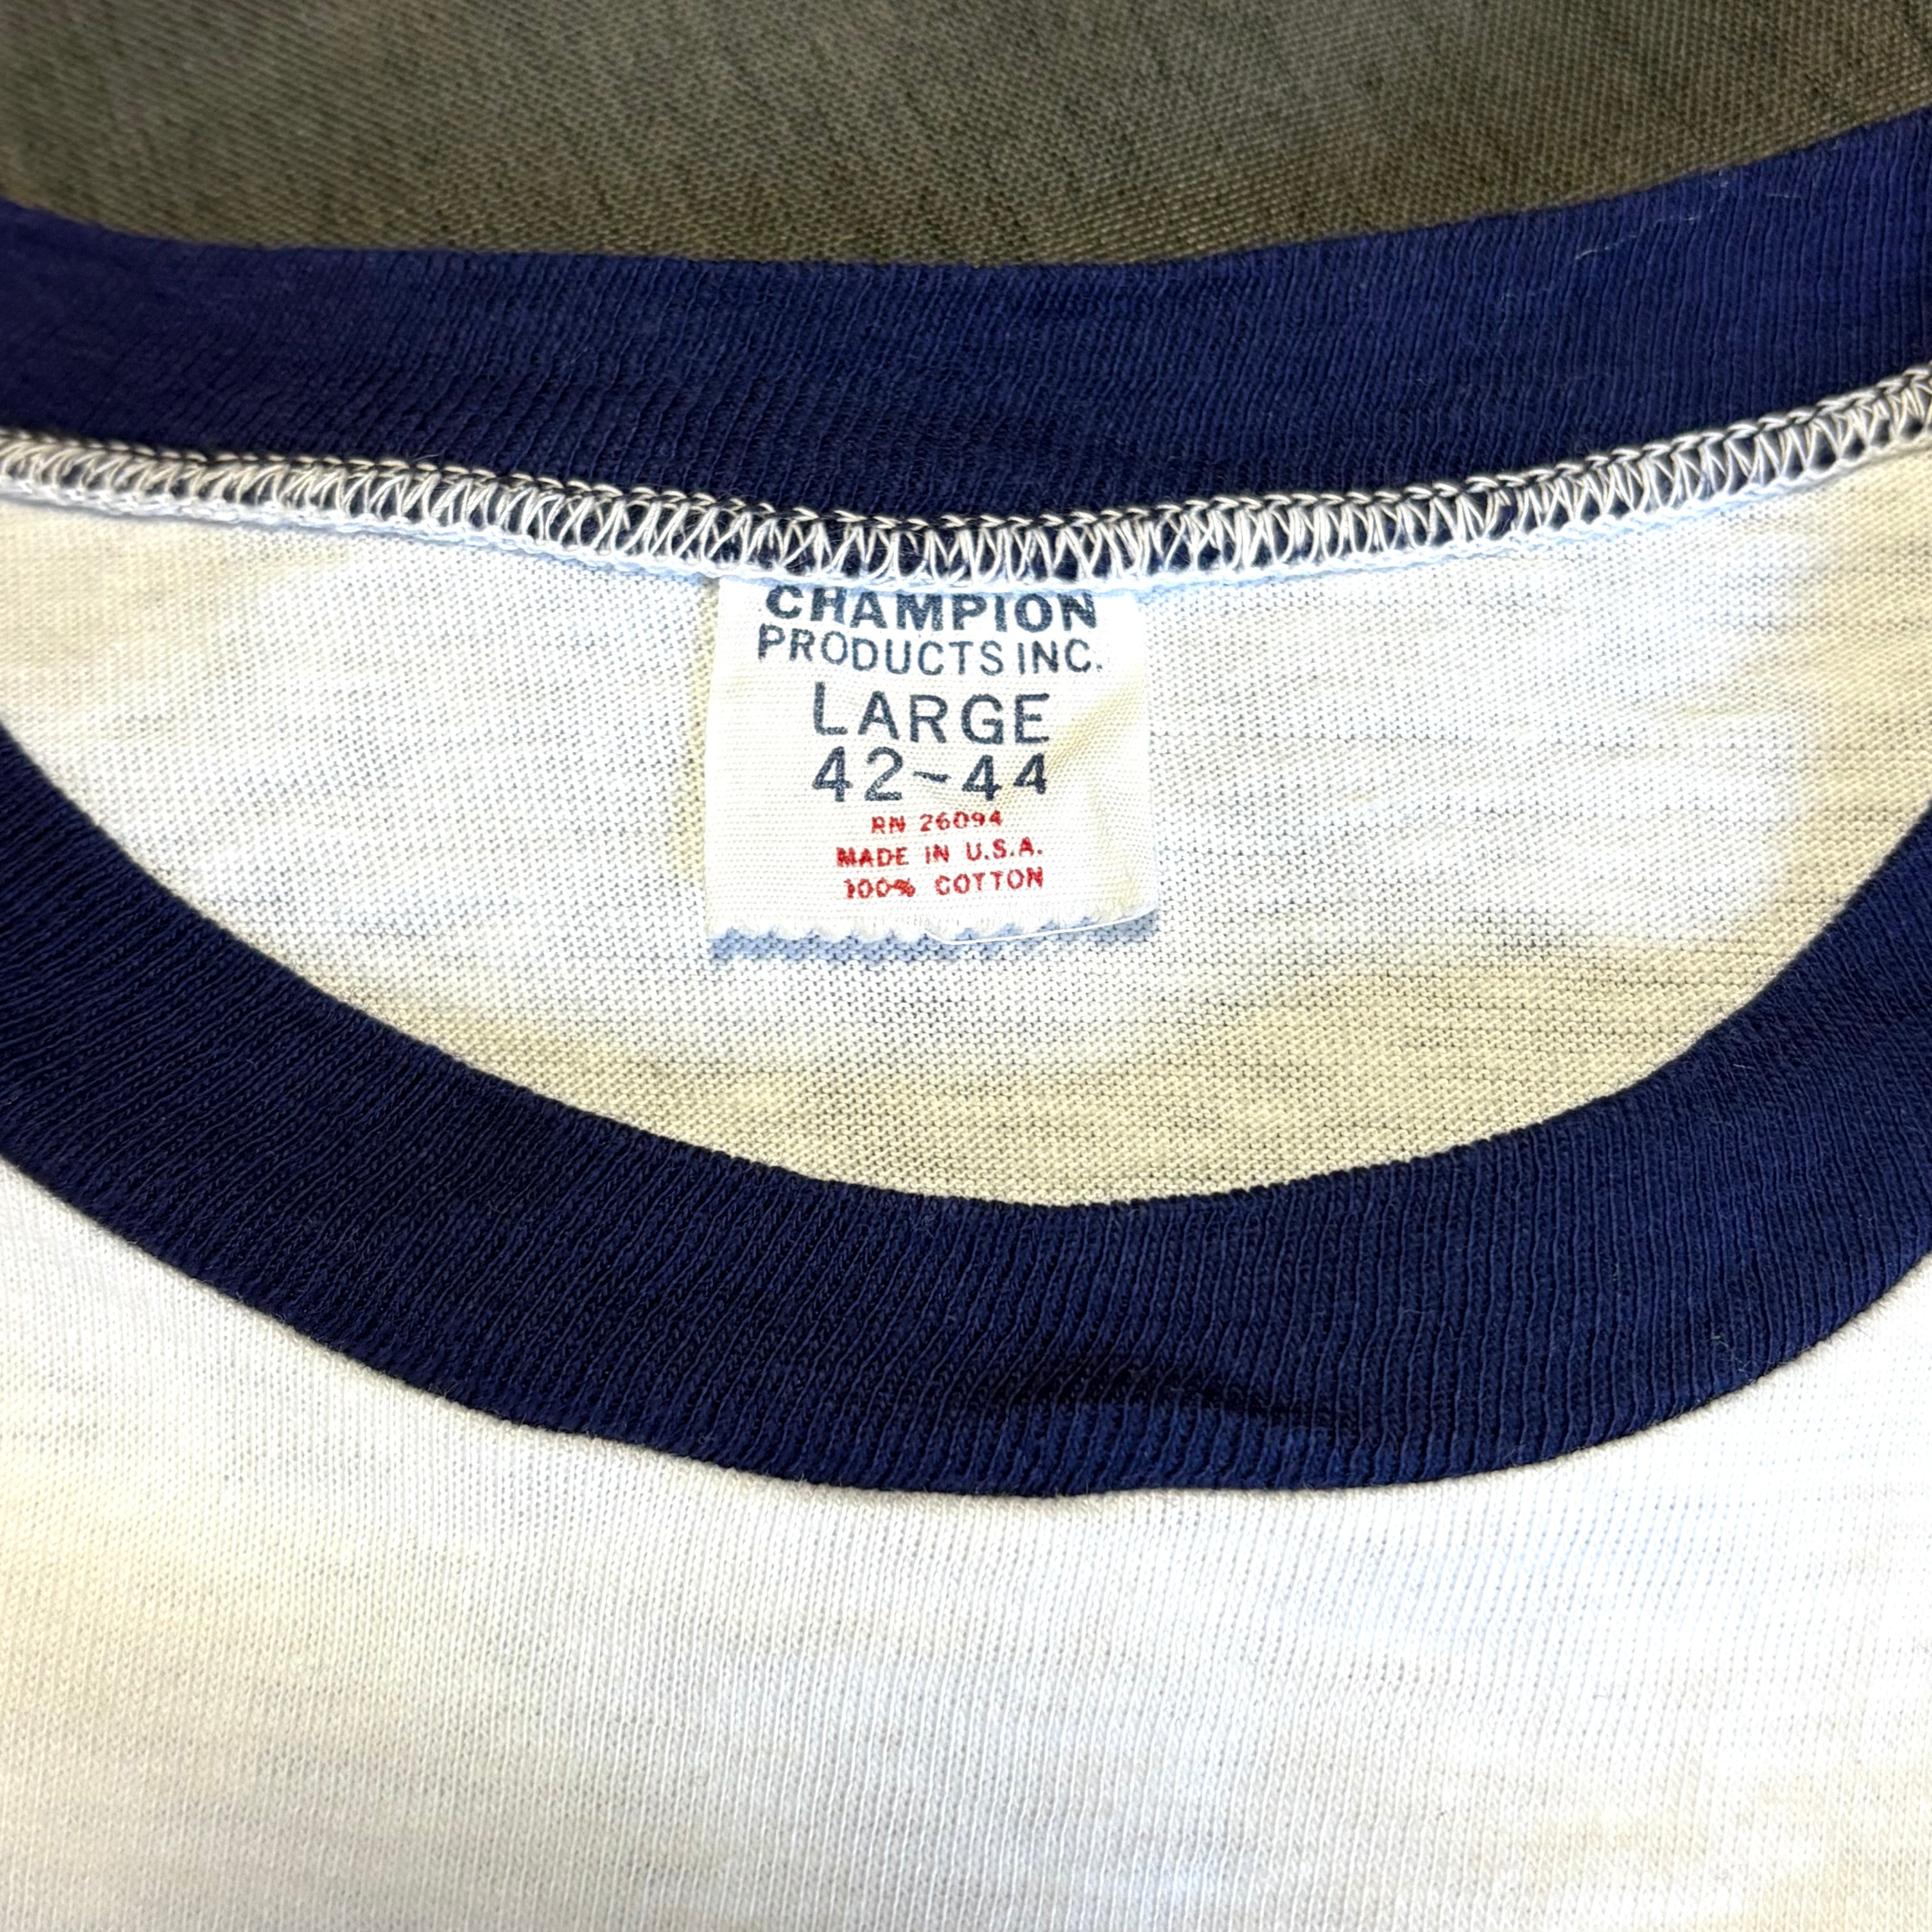 CHAMPION
PRODUCTS INC.
LARGE
42-44
RN 26094
MADE IN U.S.A.
100% COTTON